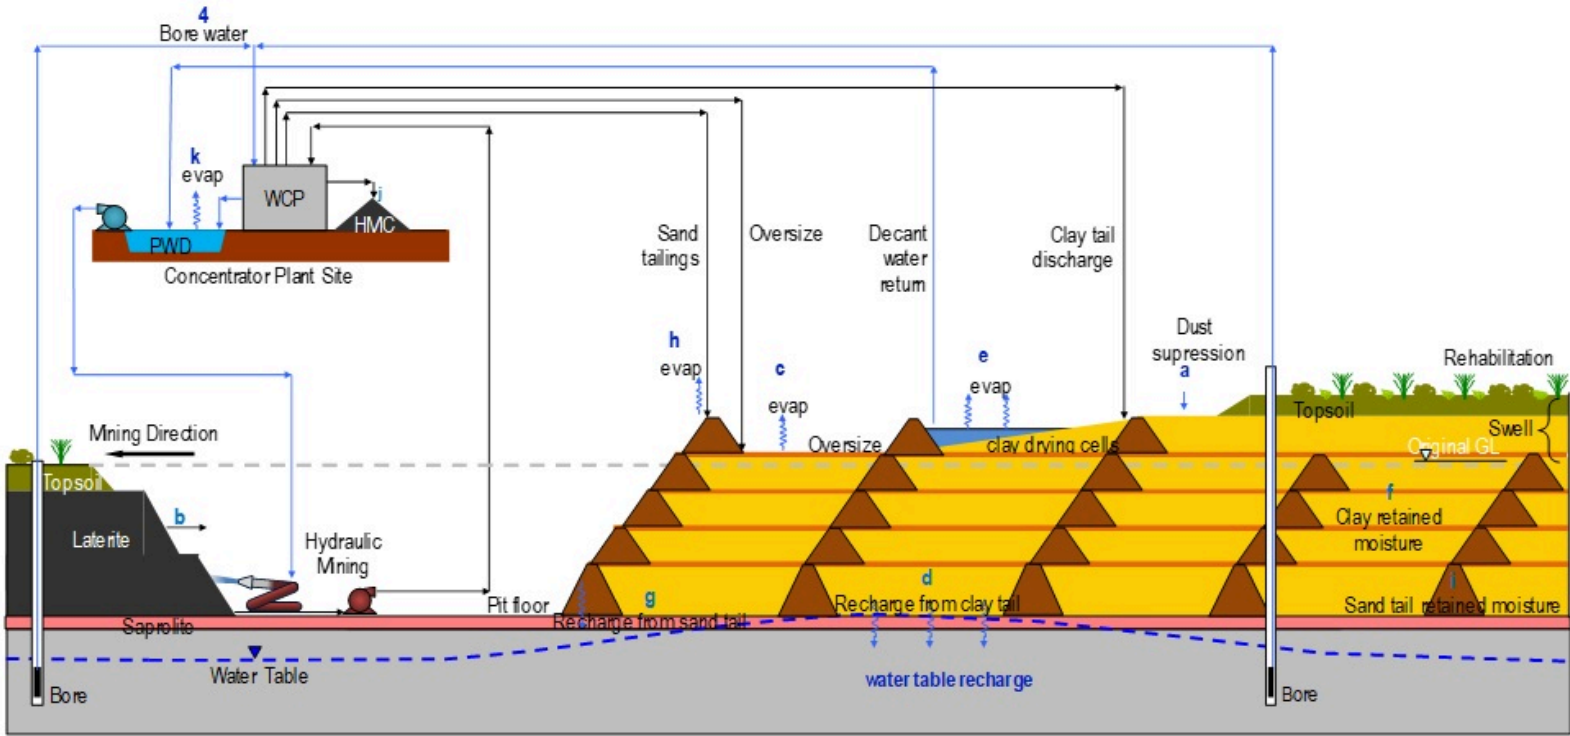 4
Bore water
k
evap
WCP
j
HMC
PWD
Concentrator Plant Site
Sand
tailings
Oversize
Decant
water
return
Clay tail
discharge
h
evap
c
evap
e
evap
Dust
supression
a
Rehabilitation
Topsoil
Swell
Original GL
Mining Direction
Oversize
clay drying cells
Topsoil
b
Laterite
Hydraulic
Mining
f
Clay retained
moisture
Pit floor
g
Recharge from sand tail
d
Recharge from clay tail
i
Sand tail retained moisture
Saprolite
Water Table
water table recharge
Bore
Bore